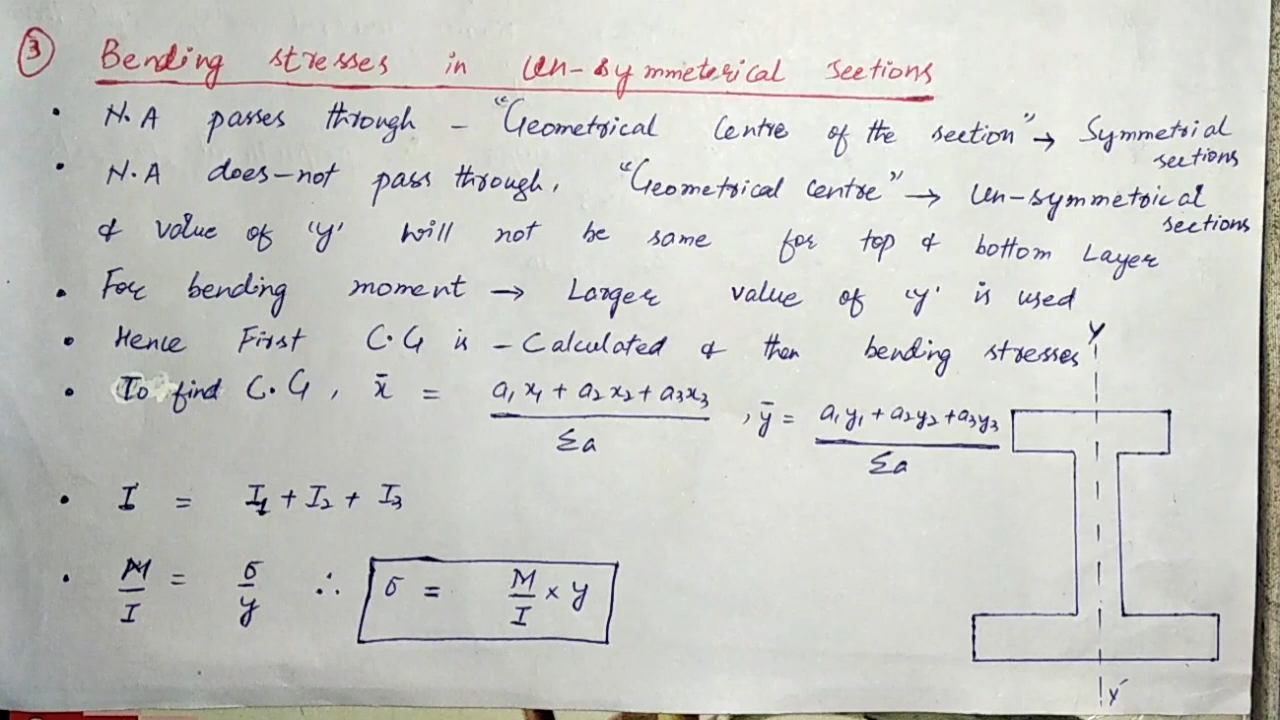 ③ Bending stresses in Un-symmeterical sections
• N.A passes through - "Geometrical Centre of the section" → Symmetrial sections
• N.A does-not pass through, "Geometrical centre" → Un-symmetrical sections
& value of 'y' will not be same for top & bottom Layer
• For bending moment → Larger value of 'y' is used
• Hence First C.G is - Calculated & then bending stresses
• To find C.G, x̄ = (a₁x₁ + a₂x₂ + a₃x₃)/Σa, ȳ = (a₁y₁ + a₂y₂ + a₃y₃)/Σa
• I = I₁ + I₂ + I₃
• M/I = σ/y ∴ σ = M/I × y
Y
Y'